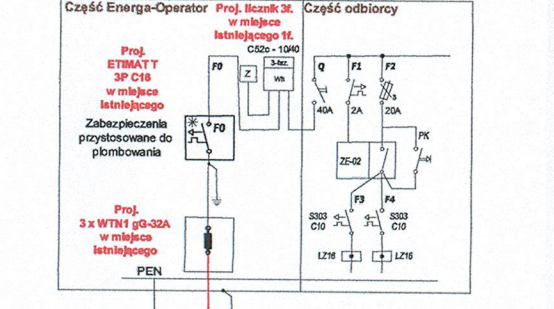 Część Energa-Operator
Proj. licznik 3f.
w miejsce
istniejącego 1f.
Część odbiorcy
Proj.
ETIMAT T
3P C16
w miejsce
istniejącego
C52c - 10/40
F0
Z
3-faz.
Wh
Q
F1
F2
40A
2A
3
20A
Zabezpieczenia
przystosowane do
plombowania
F0
PK
ZE-02
Proj.
3 x WTN1 gG-32A
w miejsce
istniejącego
F3
F4
S303
C10
S303
C10
LZ16
LZ16
PEN